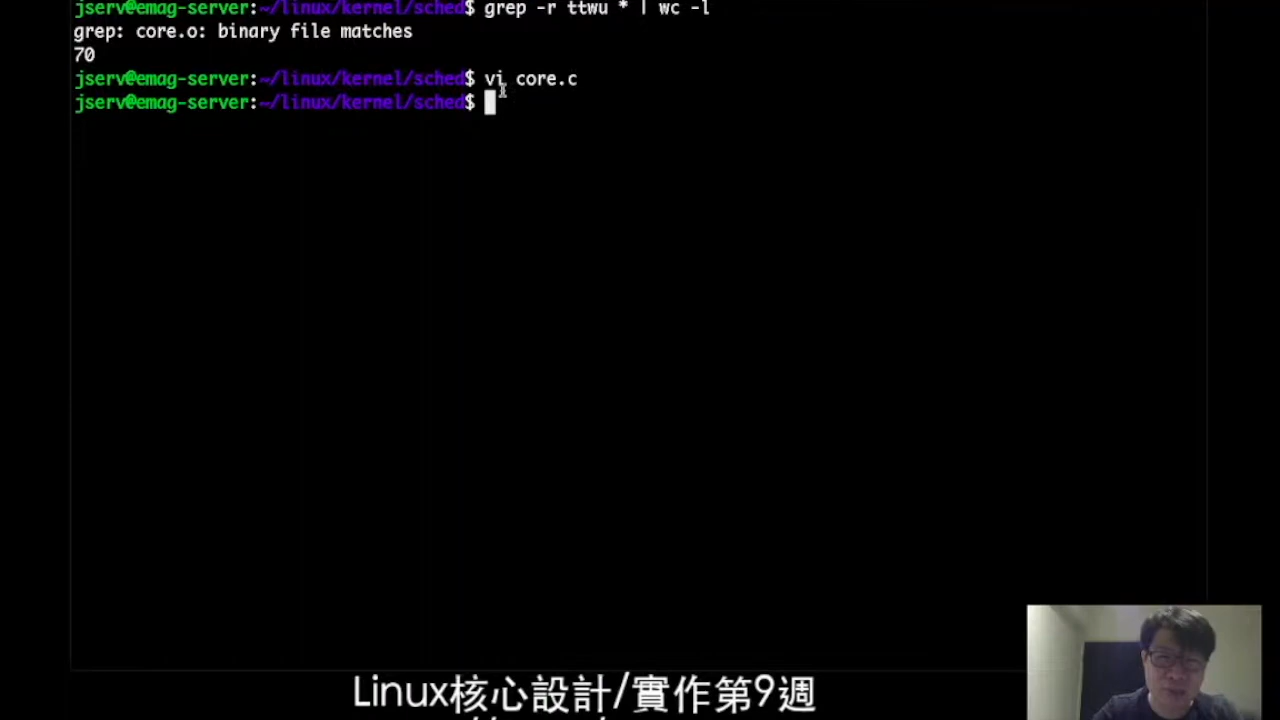 jserv@emag-server:~/linux/kernel/sched$ grep -r ttwu * | wc -l
grep: core.o: binary file matches
70
jserv@emag-server:~/linux/kernel/sched$ vi core.c
jserv@emag-server:~/linux/kernel/sched$
Linux核心設計/實作第9週